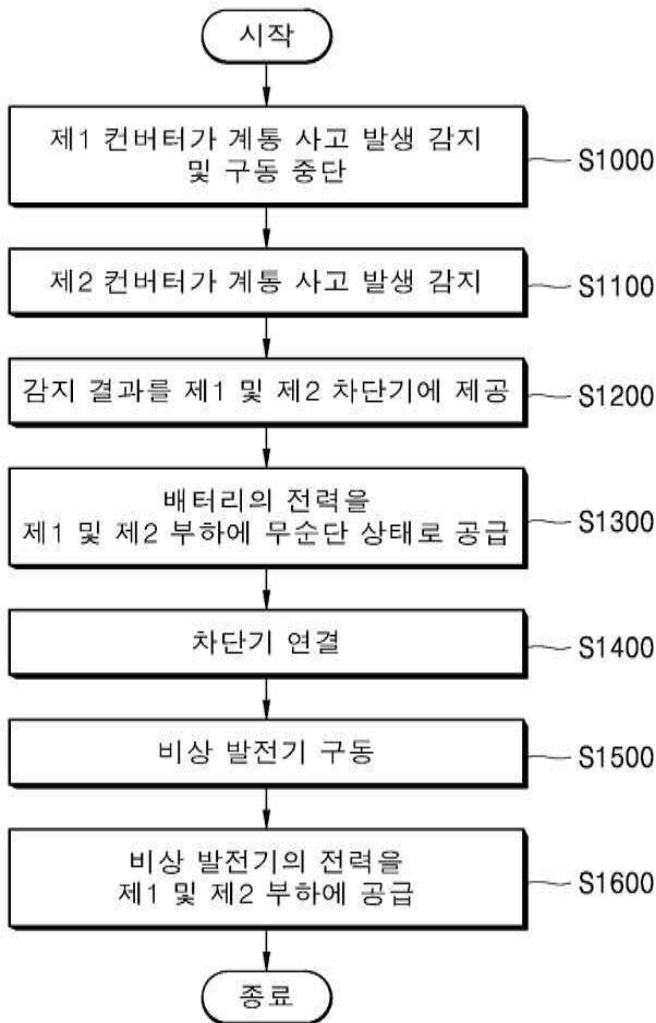 시작
제1 컨버터가 계통 사고 발생 감지
및 구동 중단
S1000
제2 컨버터가 계통 사고 발생 감지
S1100
감지 결과를 제1 및 제2 차단기에 제공
S1200
배터리의 전력을
제1 및 제2 부하에 무순단 상태로 공급
S1300
차단기 연결
S1400
비상 발전기 구동
S1500
비상 발전기의 전력을
제1 및 제2 부하에 공급
S1600
종료